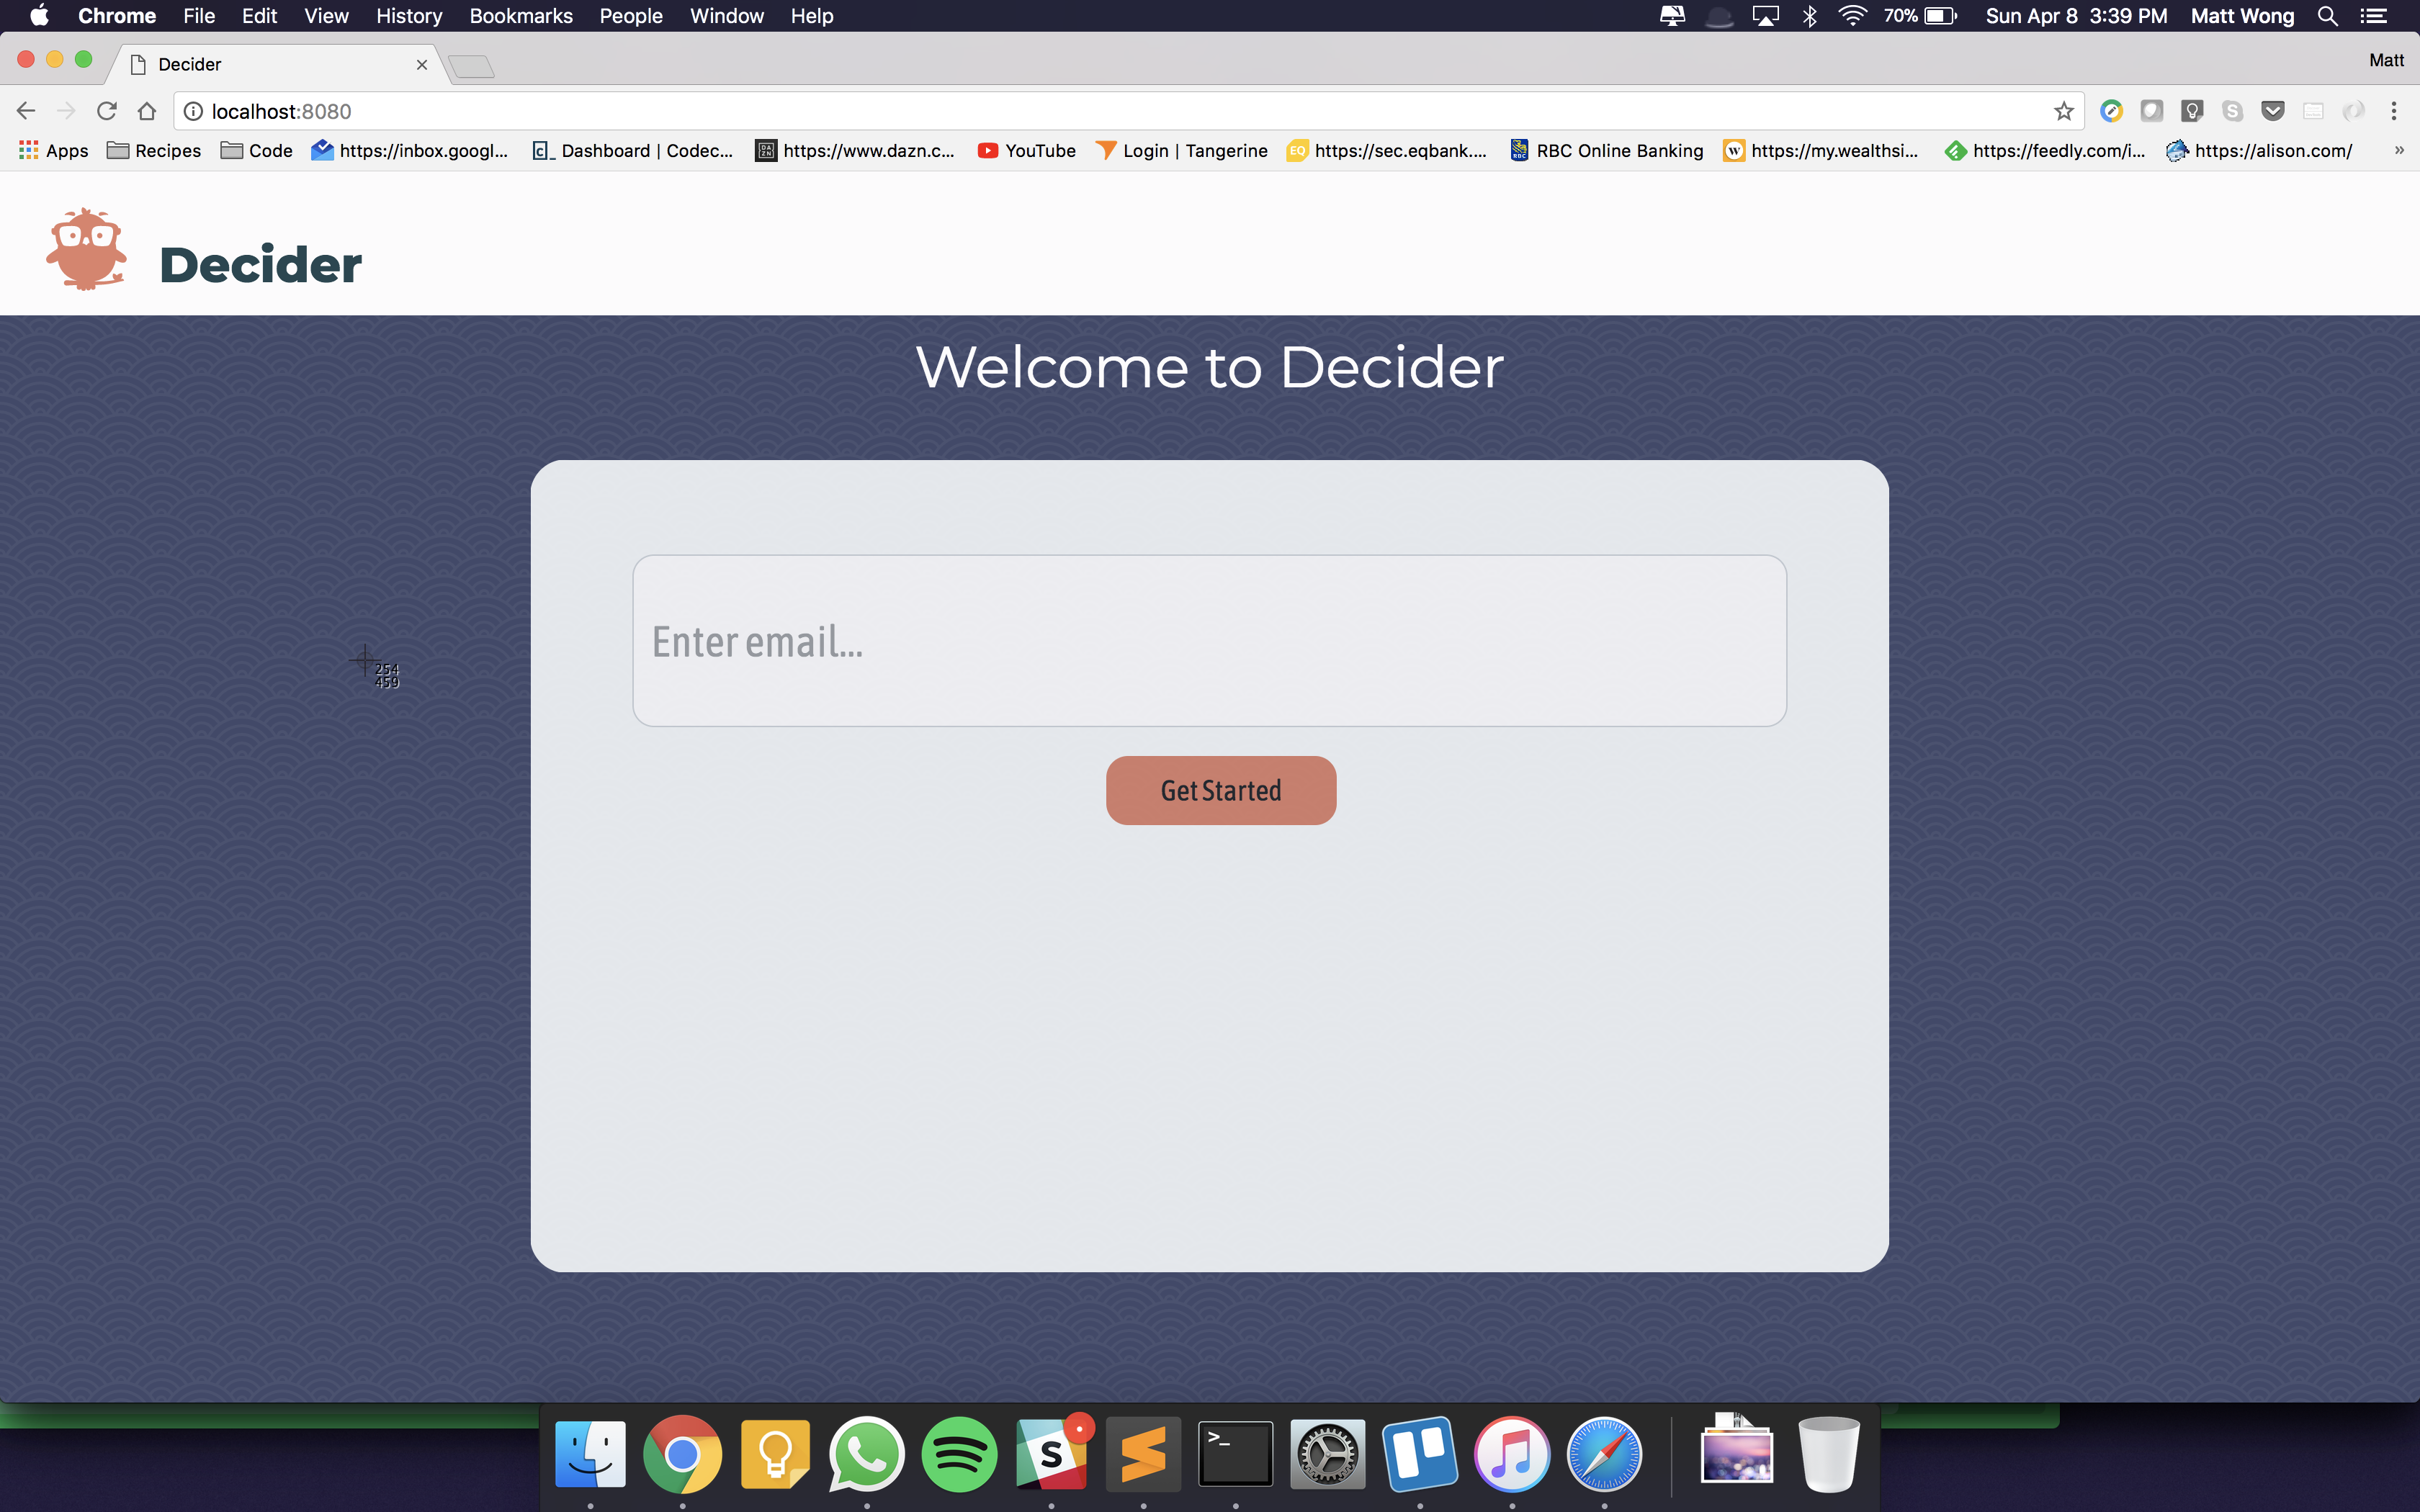 Chrome File Edit View History Bookmarks People Window Help 70% Sun Apr 8 3:39 PM Matt Wong
Decider Matt
localhost:8080
Apps Recipes Code https://inbox.googl... Dashboard | Codec... https://www.dazn.c... YouTube Login | Tangerine EQ https://sec.eqbank.... RBC Online Banking https://my.wealthsi... https://feedly.com/i... https://alison.com/ »
Decider
Welcome to Decider
Enter email...
254
459
Get Started